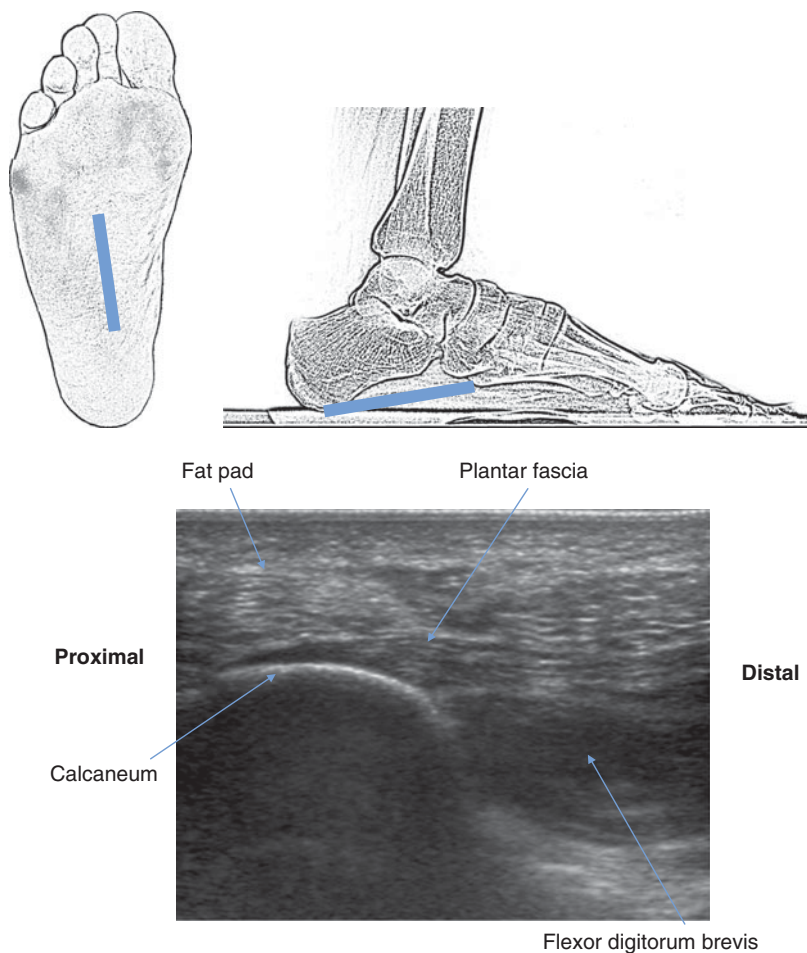 Fat pad
Plantar fascia
Proximal
Distal
Calcaneum
Flexor digitorum brevis